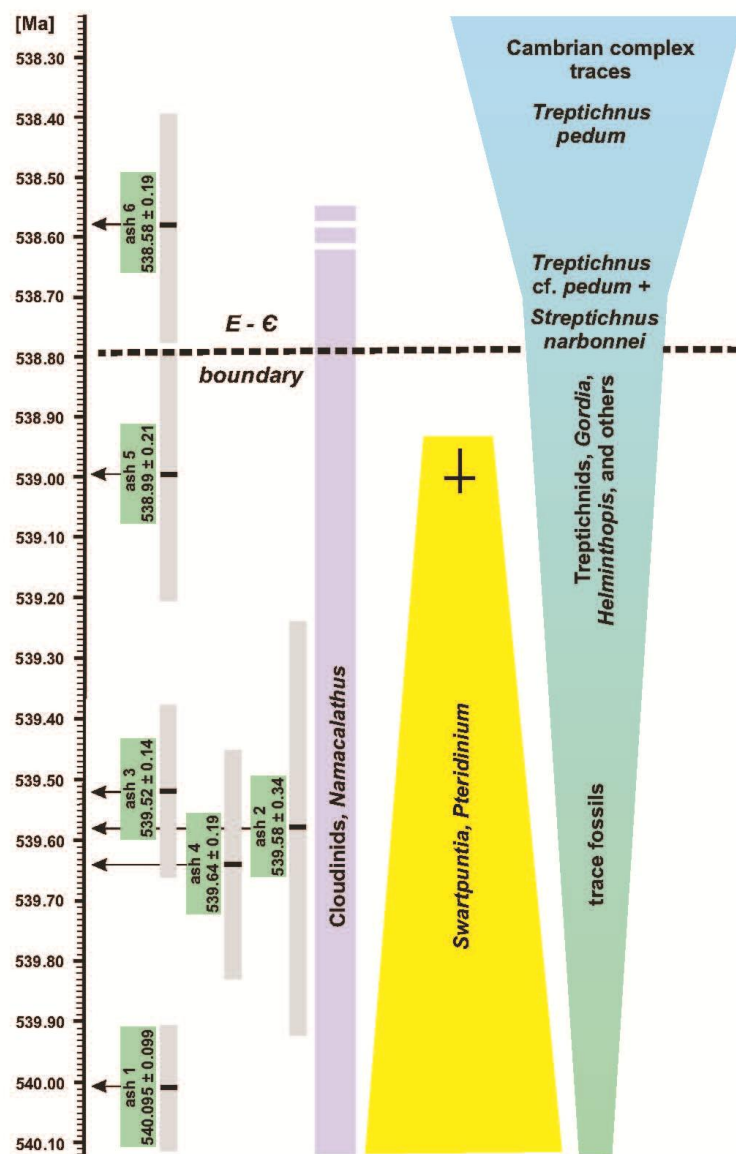 [Ma]
538.30
538.40
538.50
538.60
538.70
538.80
538.90
539.00
539.10
539.20
539.30
539.40
539.50
539.60
539.70
539.80
539.90
540.00
540.10
ash 6
538.58 ± 0.19
ash 5
538.99 ± 0.21
ash 3
539.52 ± 0.14
ash 4
539.64 ± 0.19
ash 2
539.58 ± 0.34
ash 1
540.095 ± 0.099
E - Є
boundary
Cloudinids, Namacalathus
Swartpuntia, Pteridinium
Cambrian complex
traces
Treptichnus
pedum
Treptichnus
cf. pedum +
Streptichnus
narbonnei
Treptichnids, Gordia,
Helminthopis, and others
trace fossils